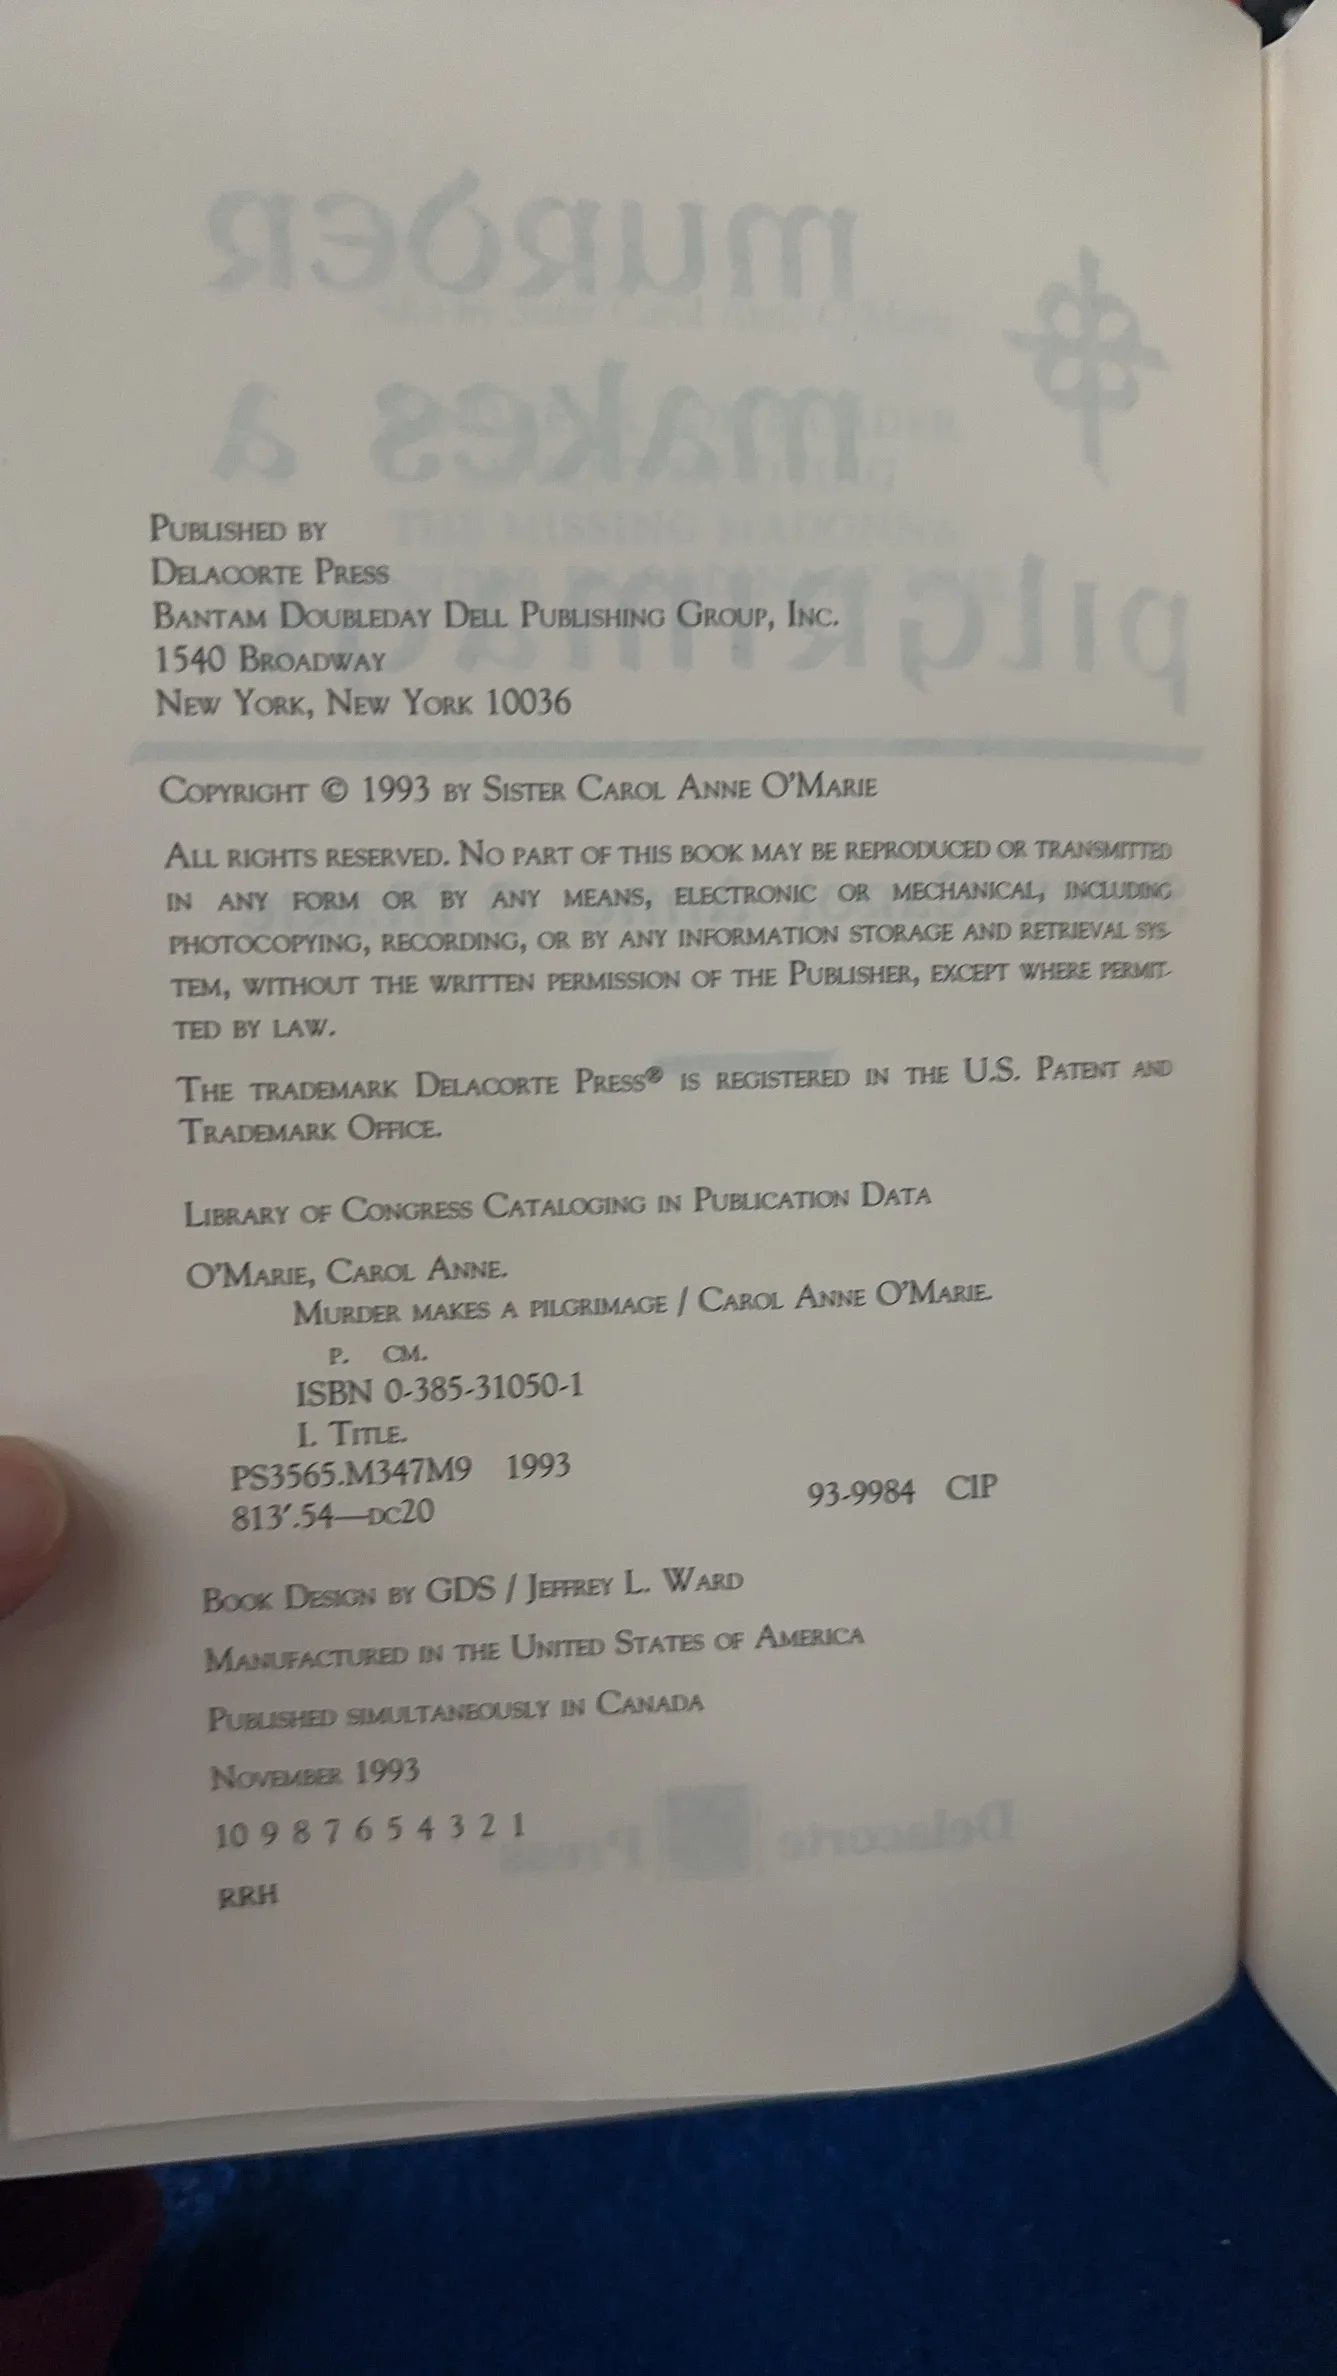 Published by
Delacorte Press
Bantam Doubleday Dell Publishing Group, Inc.
1540 Broadway
New York, New York 10036
Copyright © 1993 by Sister Carol Anne O'Marie
All rights reserved. No part of this book may be reproduced or transmitted
in any form or by any means, electronic or mechanical, including
photocopying, recording, or by any information storage and retrieval sys-
tem, without the written permission of the Publisher, except where permit-
ted by law.
The trademark Delacorte Press® is registered in the U.S. Patent and
Trademark Office.
Library of Congress Cataloging in Publication Data
O'Marie, Carol Anne.
Murder makes a pilgrimage / Carol Anne O'Marie.
p. cm.
ISBN 0-385-31050-1
I. Title.
PS3565.M347M9 1993
813'.54—dc20
93-9984 CIP
Book Design by GDS / Jeffrey L. Ward
Manufactured in the United States of America
Published simultaneously in Canada
November 1993
10 9 8 7 6 5 4 3 2 1
RRH